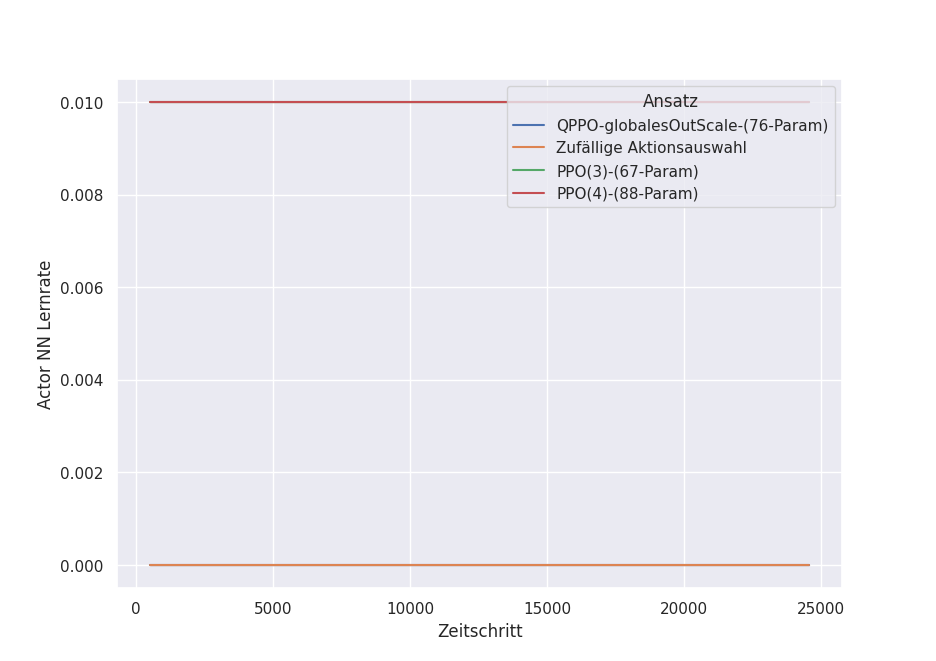 Ansatz
QPPO-globalesOutScale-(76-Param)
Zufällige Aktionsauswahl
PPO(3)-(67-Param)
PPO(4)-(88-Param)
0.010
0.008
0.006
0.004
0.002
0.000
Actor NN Lernrate
0 5000 10000 15000 20000 25000
Zeitschritt